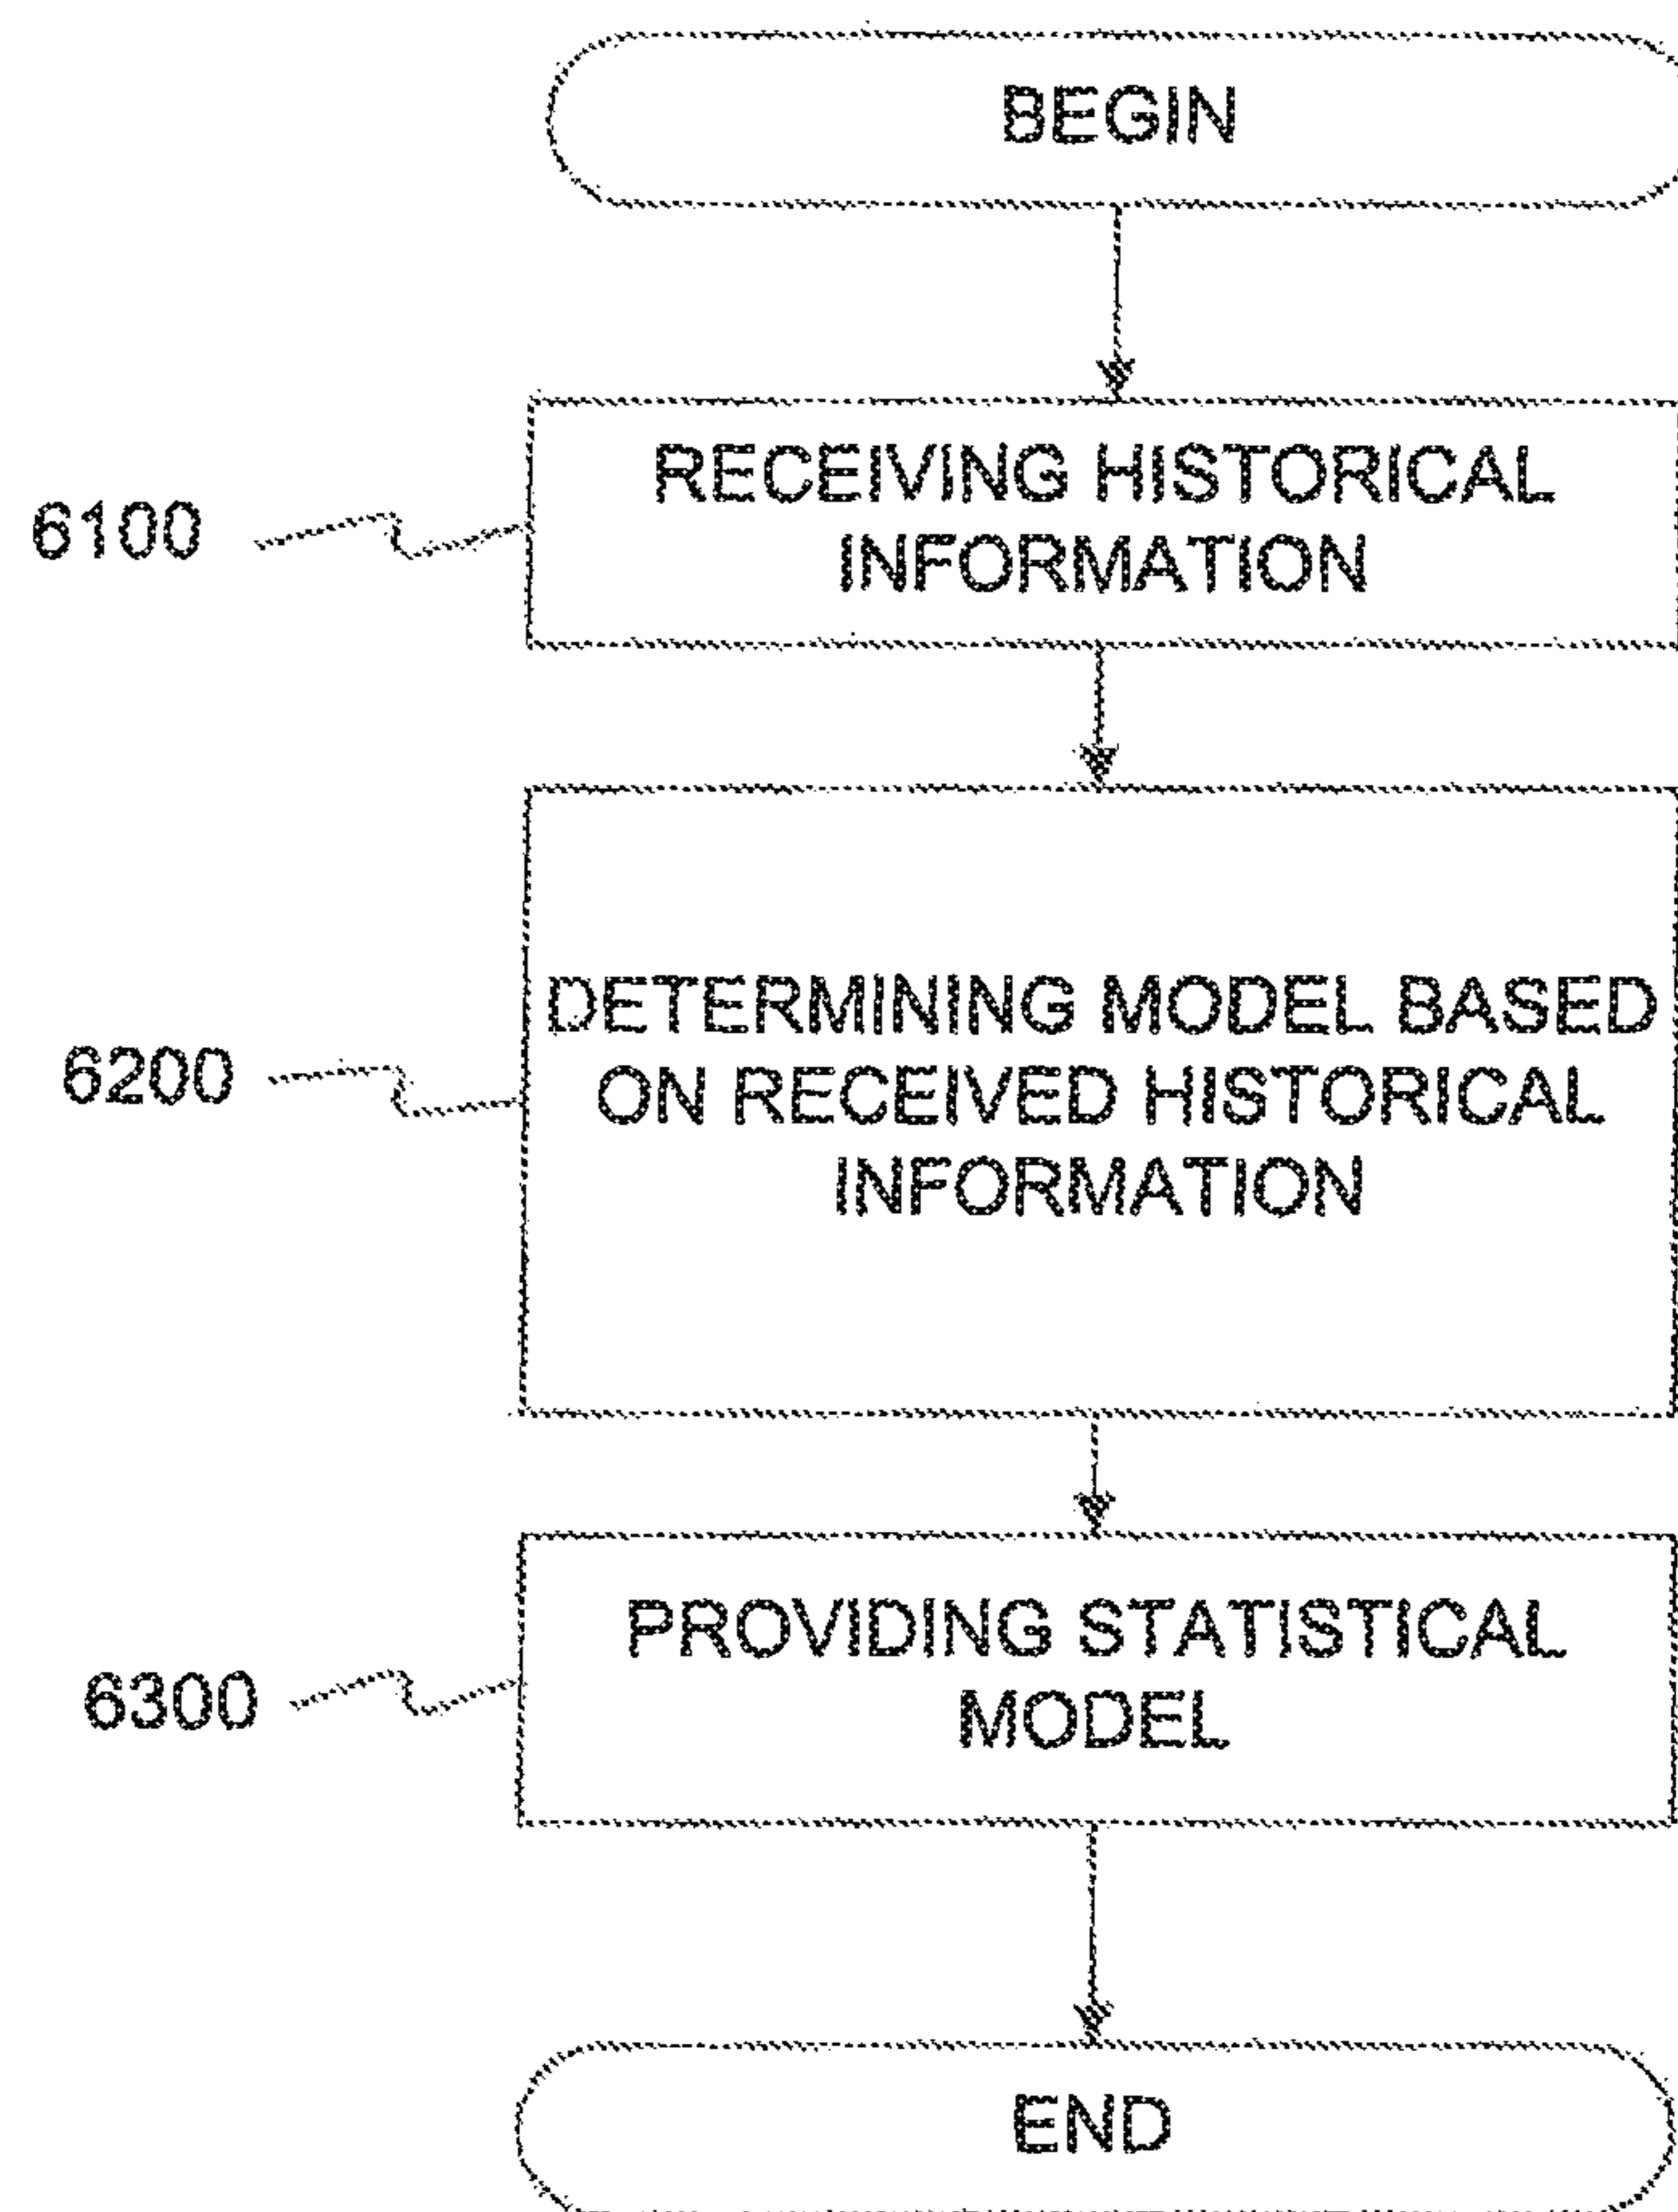 BEGIN
6100
RECEIVING HISTORICAL
INFORMATION
6200
DETERMINING MODEL BASED
ON RECEIVED HISTORICAL
INFORMATION
6300
PROVIDING STATISTICAL
MODEL
END